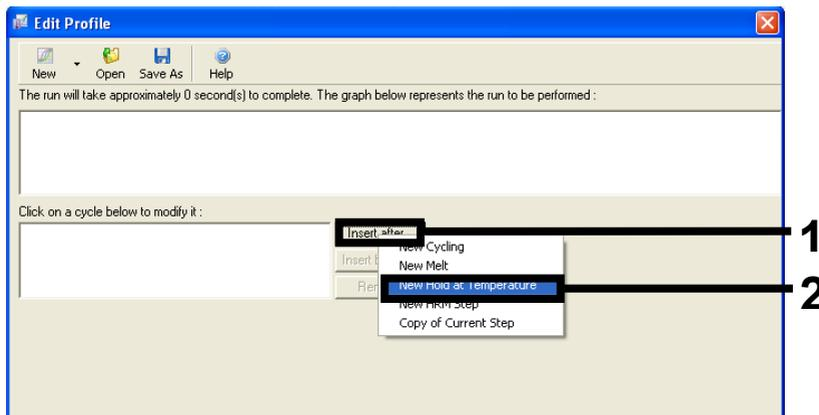 Edit Profile
New Open Save As Help
The run will take approximately 0 second(s) to complete. The graph below represents the run to be performed :
Click on a cycle below to modify it :
Insert after
1
New Cycling
Insert
New Melt
New Hold at Temperature
2
New HRM Step
Copy of Current Step